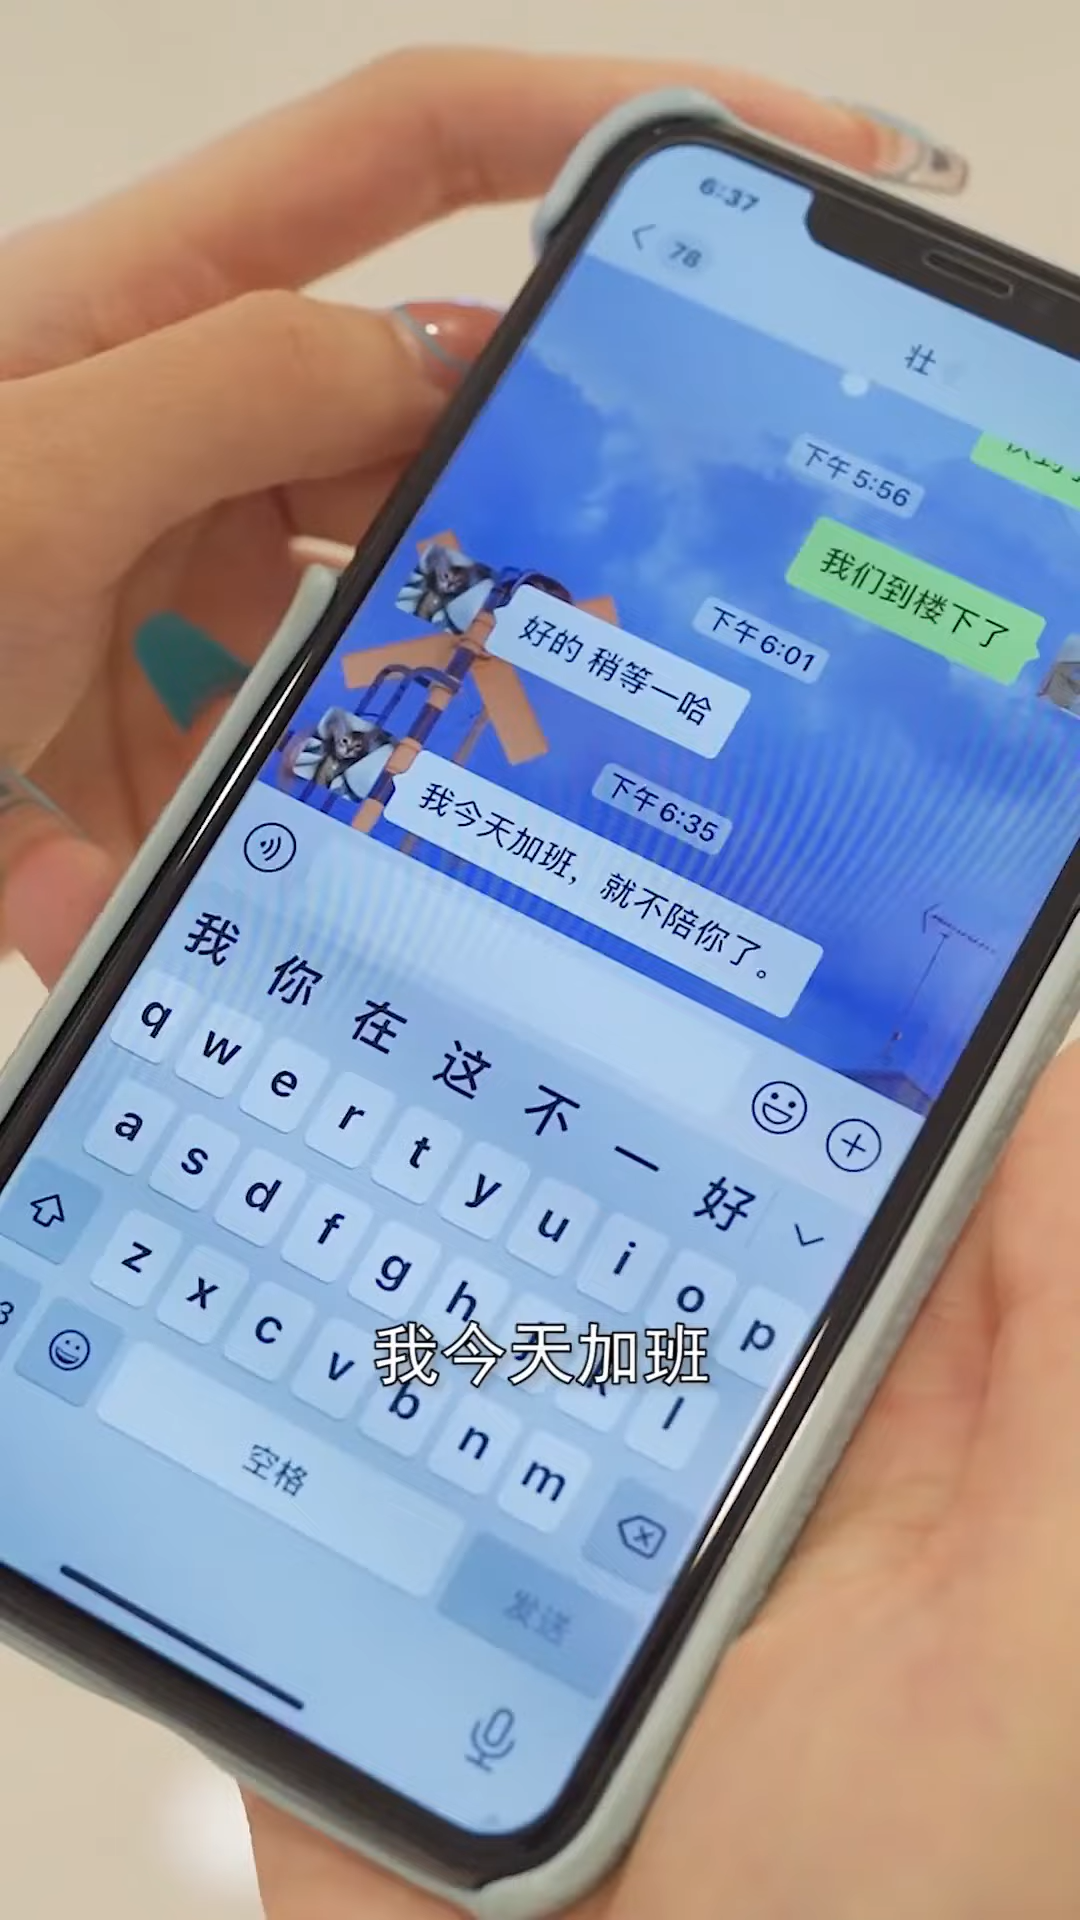 6:37
78
壮
下午5:56
我们到楼下了
下午6:01
好的 稍等一哈
下午6:35
我今天加班，就不陪你了。
我 你 在 这 不 一 好
q w e r t y u i o p
a s d f g h k l
z x c v b n m
3
空格
发送
我今天加班